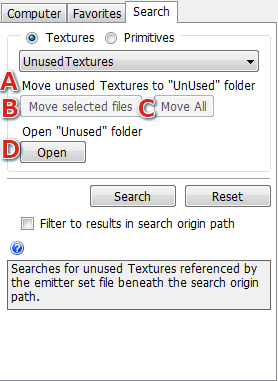 Computer Favorites Search
Textures Primitives
UnusedTextures
A Move unused Textures to "UnUsed" folder
B Move selected files C Move All
Open "Unused" folder
D Open
Search Reset
Filter to results in search origin path
?
Searches for unused Textures referenced by
the emitter set file beneath the search origin
path.